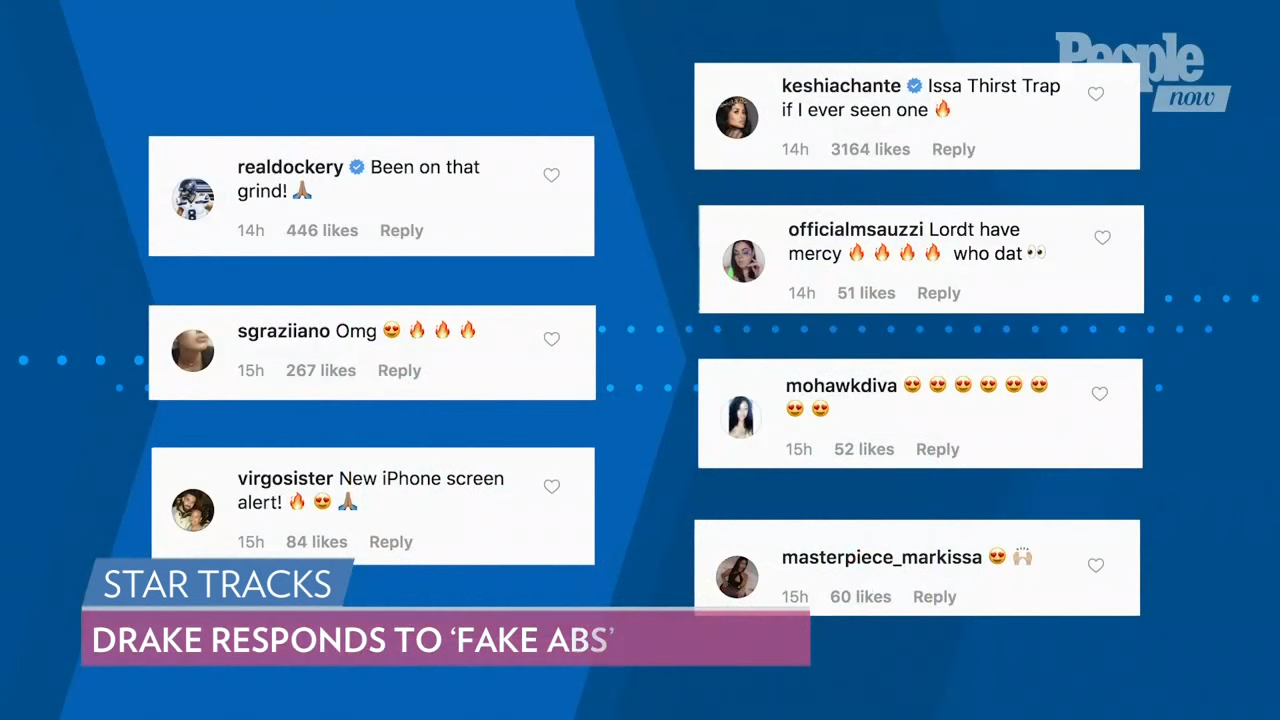 People
now
realdockery Been on that
grind! 🙏🏽
14h 446 likes Reply
sgraziiano Omg 😍 🔥 🔥 🔥
15h 267 likes Reply
virgosister New iPhone screen
alert! 🔥 😍 🙏🏽
15h 84 likes Reply
keshiachante Issa Thirst Trap
if I ever seen one 🔥
14h 3164 likes Reply
officialmsauzzi Lordt have
mercy 🔥 🔥 🔥 🔥 who dat 👀
14h 51 likes Reply
mohawkdiva 😍 😍 😍 😍 😍 😍
😍 😍
15h 52 likes Reply
masterpiece_markissa 😍 🙌🏼
15h 60 likes Reply
STAR TRACKS
DRAKE RESPONDS TO ‘FAKE ABS’